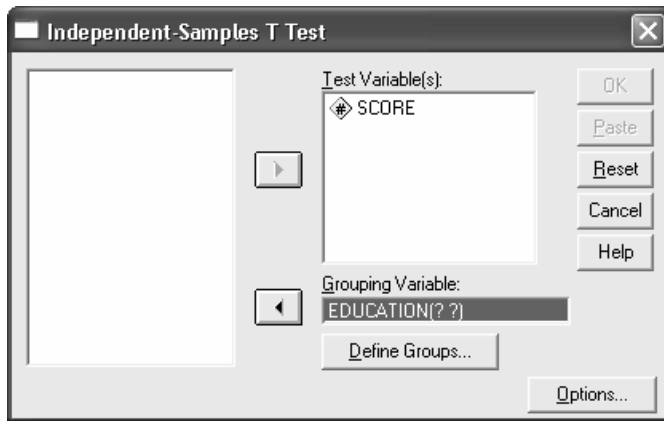 Independent-Samples T Test
Test Variable(s):
# SCORE
OK
Paste
Reset
Cancel
Help
Grouping Variable:
EDUCATION(? ?)
Define Groups...
Options...